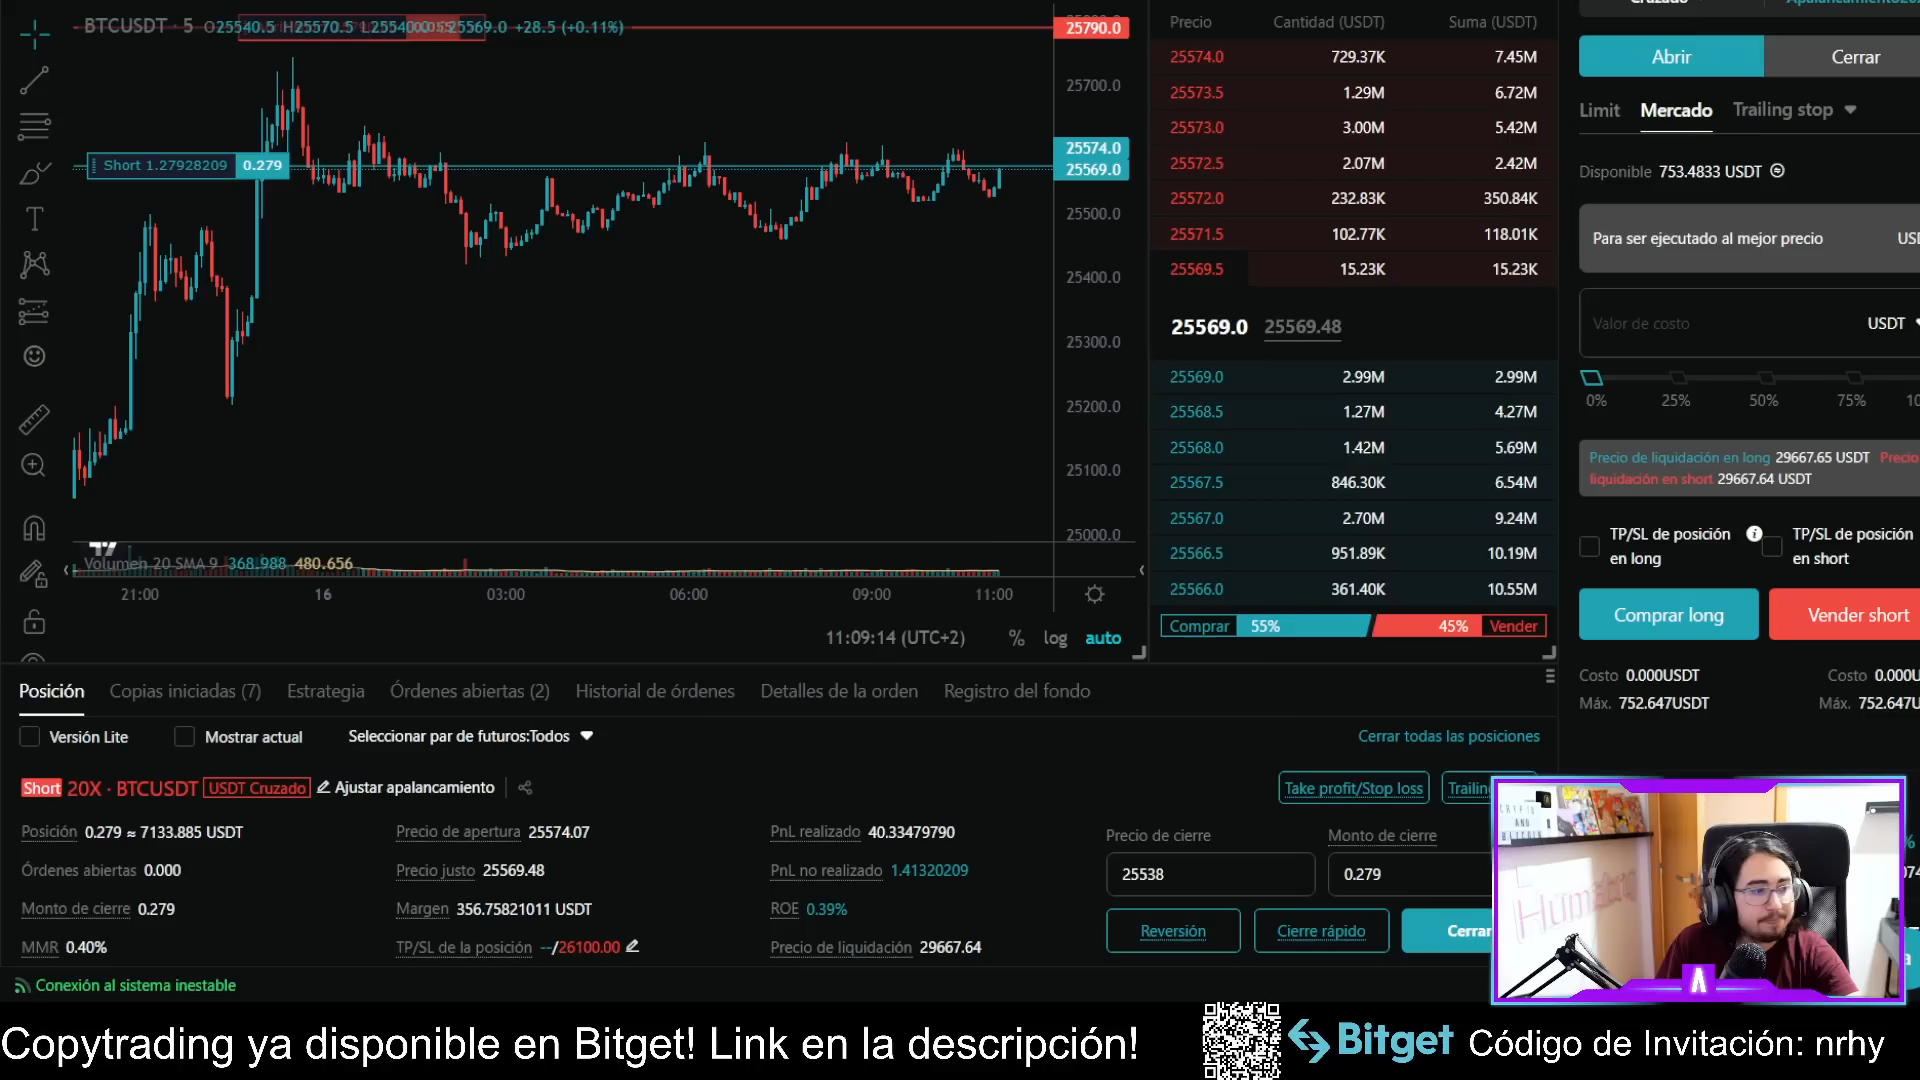 BTCUSDT · 5 O25540.5 H25570.5 L25540.0 C25569.0 +28.5 (+0.11%)
25790.0
25700.0
25574.0
25569.0
25500.0
25400.0
25300.0
25200.0
25100.0
25000.0
Short 1.27928209 0.279
Volumen 20 SMA 9 368.988 480.656
21:00 16 03:00 06:00 09:00 11:00
11:09:14 (UTC+2) % log auto
Precio Cantidad (USDT) Suma (USDT)
25574.0 729.37K 7.45M
25573.5 1.29M 6.72M
25573.0 3.00M 5.42M
25572.5 2.07M 2.42M
25572.0 232.83K 350.84K
25571.5 102.77K 118.01K
25569.5 15.23K 15.23K
25569.0 25569.48
25569.0 2.99M 2.99M
25568.5 1.27M 4.27M
25568.0 1.42M 5.69M
25567.5 846.30K 6.54M
25567.0 2.70M 9.24M
25566.5 951.89K 10.19M
25566.0 361.40K 10.55M
Comprar 55% 45% Vender
Abrir Cerrar
Limit Mercado Trailing stop
Disponible 753.4833 USDT
Para ser ejecutado al mejor precio
Valor de costo USDT
0% 25% 50% 75%
Precio de liquidación en long 29667.65 USDT Precio
liquidación en short 29667.64 USDT
TP/SL de posición en long
TP/SL de posición en short
Comprar long Vender short
Costo 0.000USDT Costo 0.000U
Máx. 752.647USDT Máx. 752.647U
Posición Copias iniciadas (7) Estrategia Órdenes abiertas (2) Historial de órdenes Detalles de la orden Registro del fondo
Versión Lite Mostrar actual Seleccionar par de futuros:Todos Cerrar todas las posiciones
Short 20X · BTCUSDT USDT Cruzado Ajustar apalancamiento Take profit/Stop loss
Posición 0.279 ≈ 7133.885 USDT Precio de apertura 25574.07 PnL realizado 40.33479790
Órdenes abiertas 0.000 Precio justo 25569.48 PnL no realizado 1.41320209
Monto de cierre 0.279 Margen 356.75821011 USDT ROE 0.39%
MMR 0.40% TP/SL de la posición --/26100.00 Precio de liquidación 29667.64
Precio de cierre Monto de cierre
25538 0.279
Reversión Cierre rápido Cerrar
Conexión al sistema inestable
CRYPTO
AND
BITCOIN
Copytrading ya disponible en Bitget! Link en la descripción!
Bitget Código de Invitación: nrhy